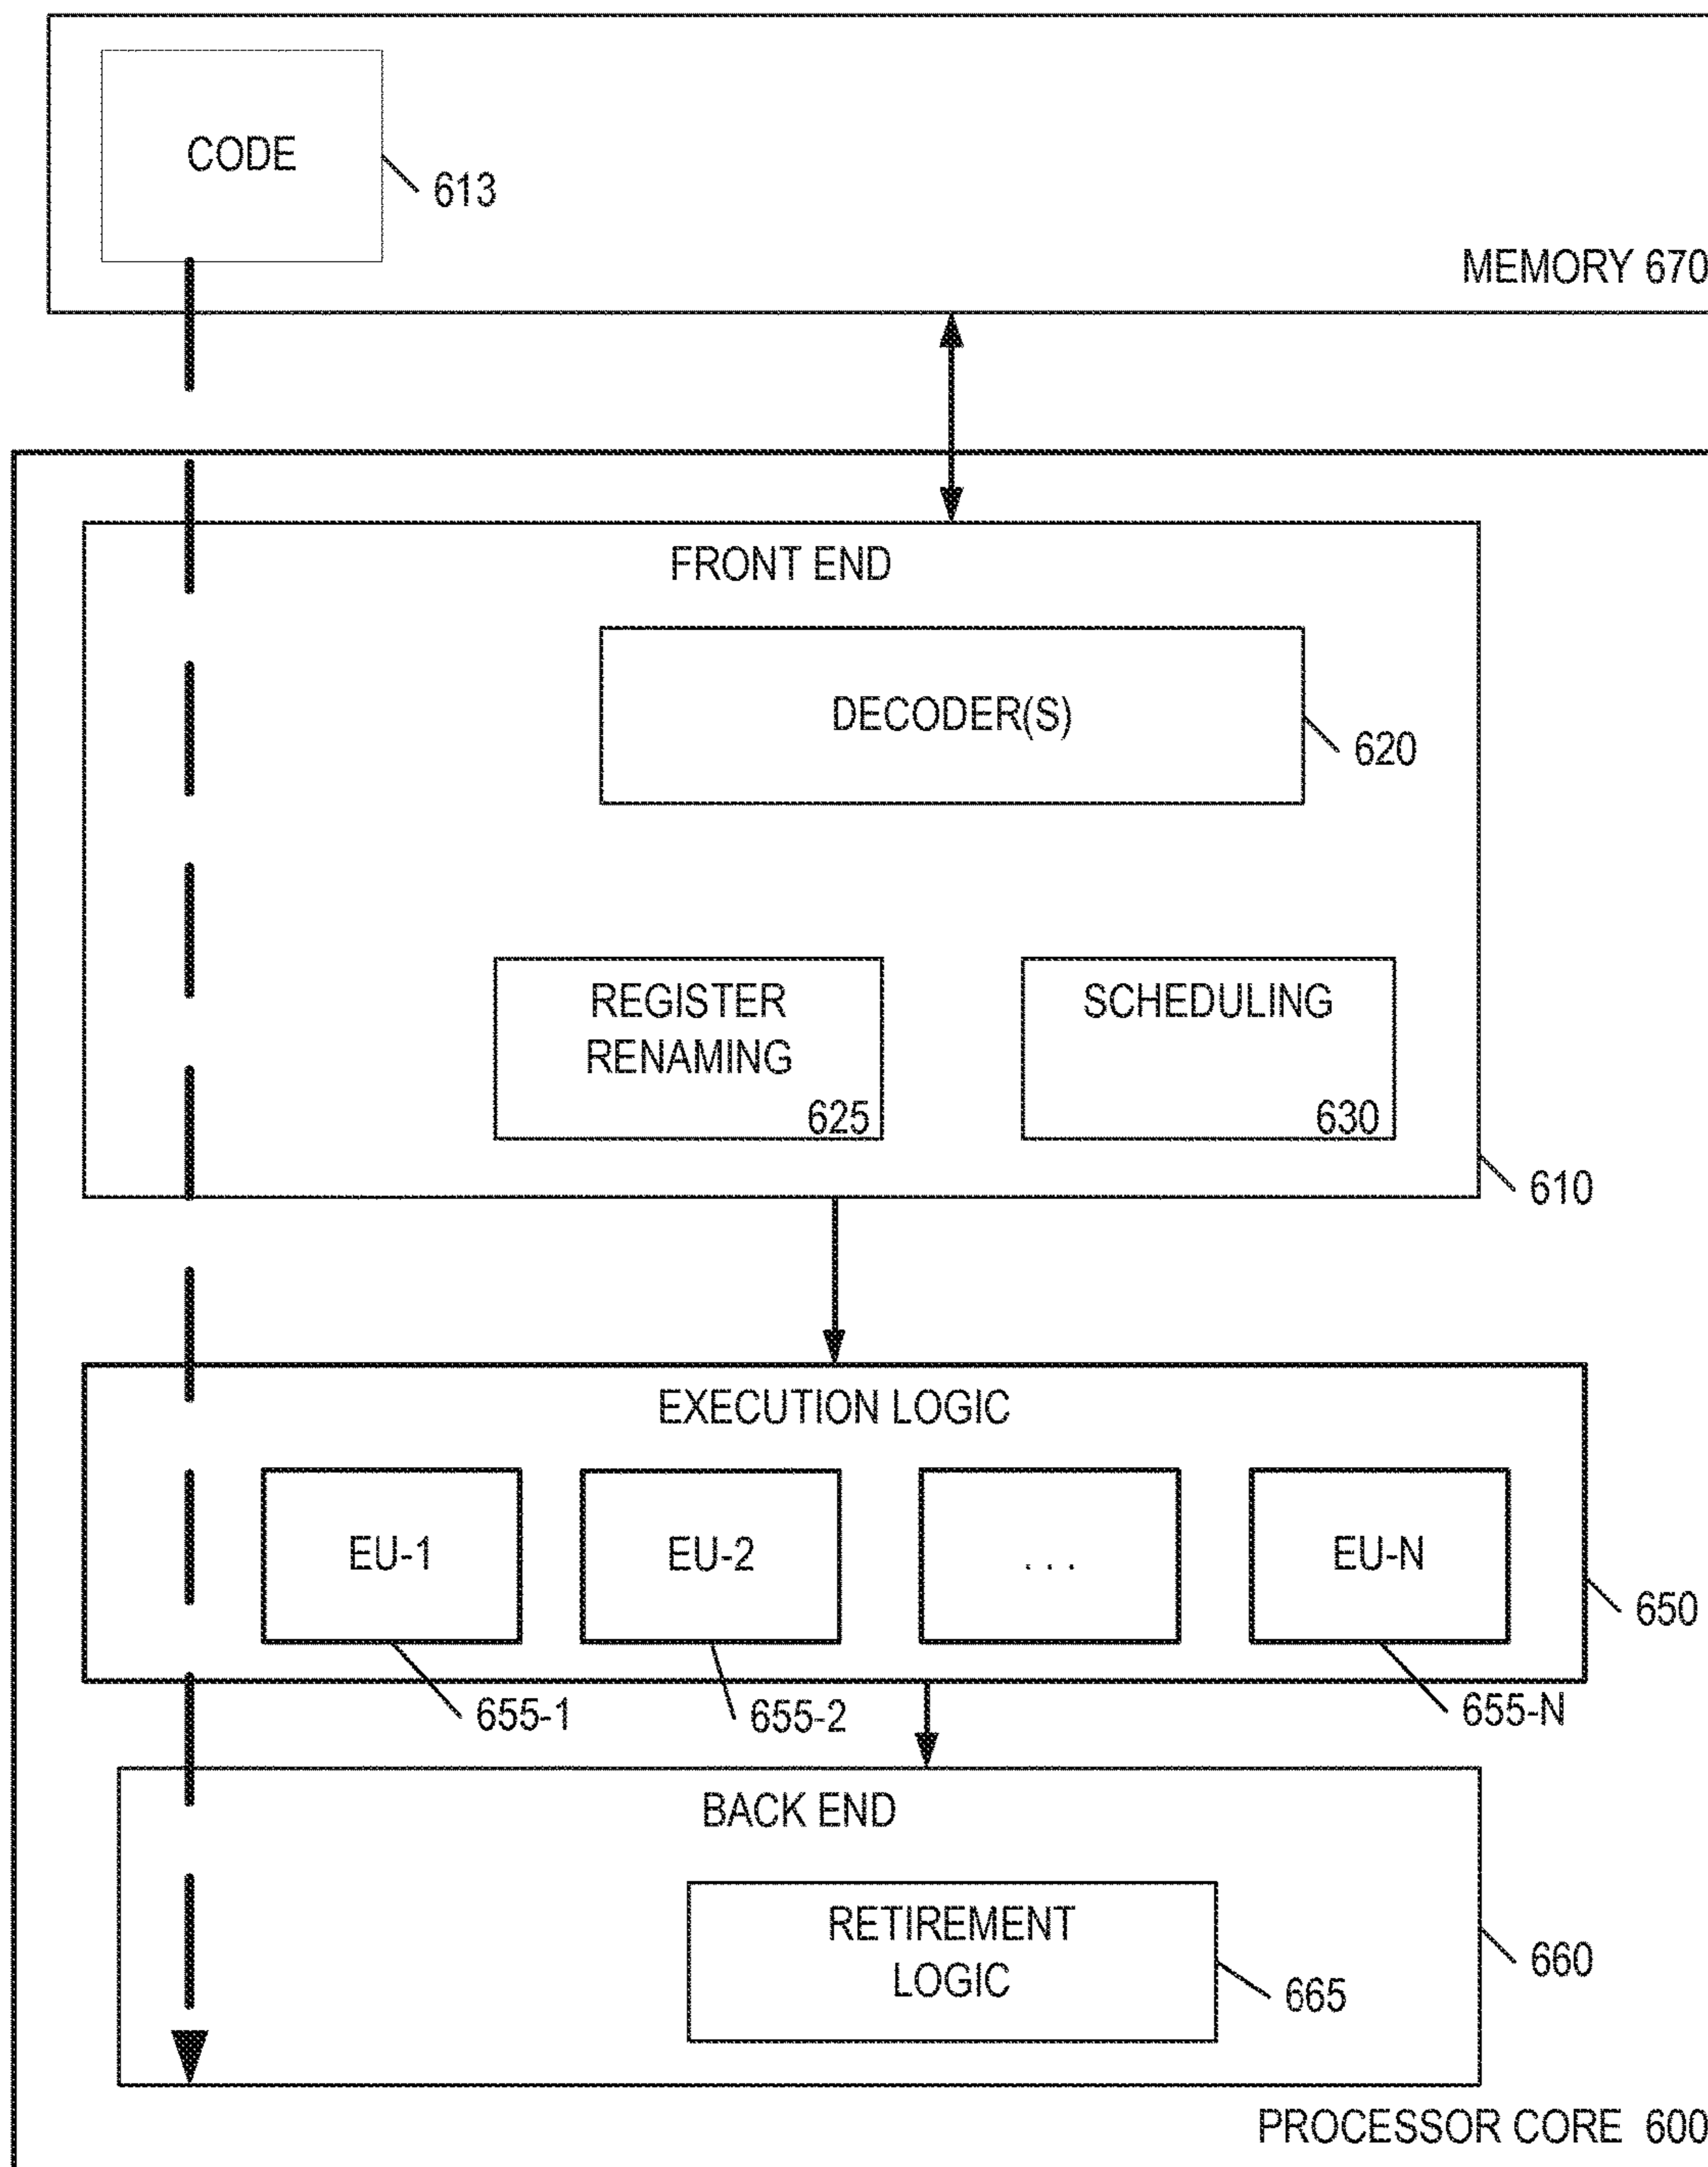 CODE
613
MEMORY 670
FRONT END
DECODER(S)
620
REGISTER
RENAMING
625
SCHEDULING
630
610
EXECUTION LOGIC
EU-1
EU-2
. . .
EU-N
650
655-1
655-2
655-N
BACK END
RETIREMENT
LOGIC
665
660
PROCESSOR CORE 600